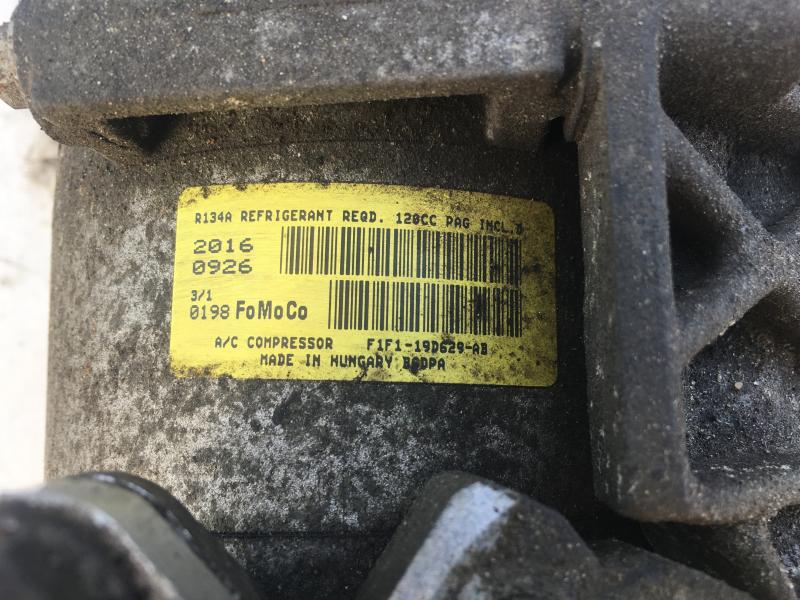 R134A REFRIGERANT REQD. 120CC PAG INCL.D
2016
0926
3/1
0198 FoMoCo
A/C COMPRESSOR F1F1-19D629-AB
MADE IN HUNGARY